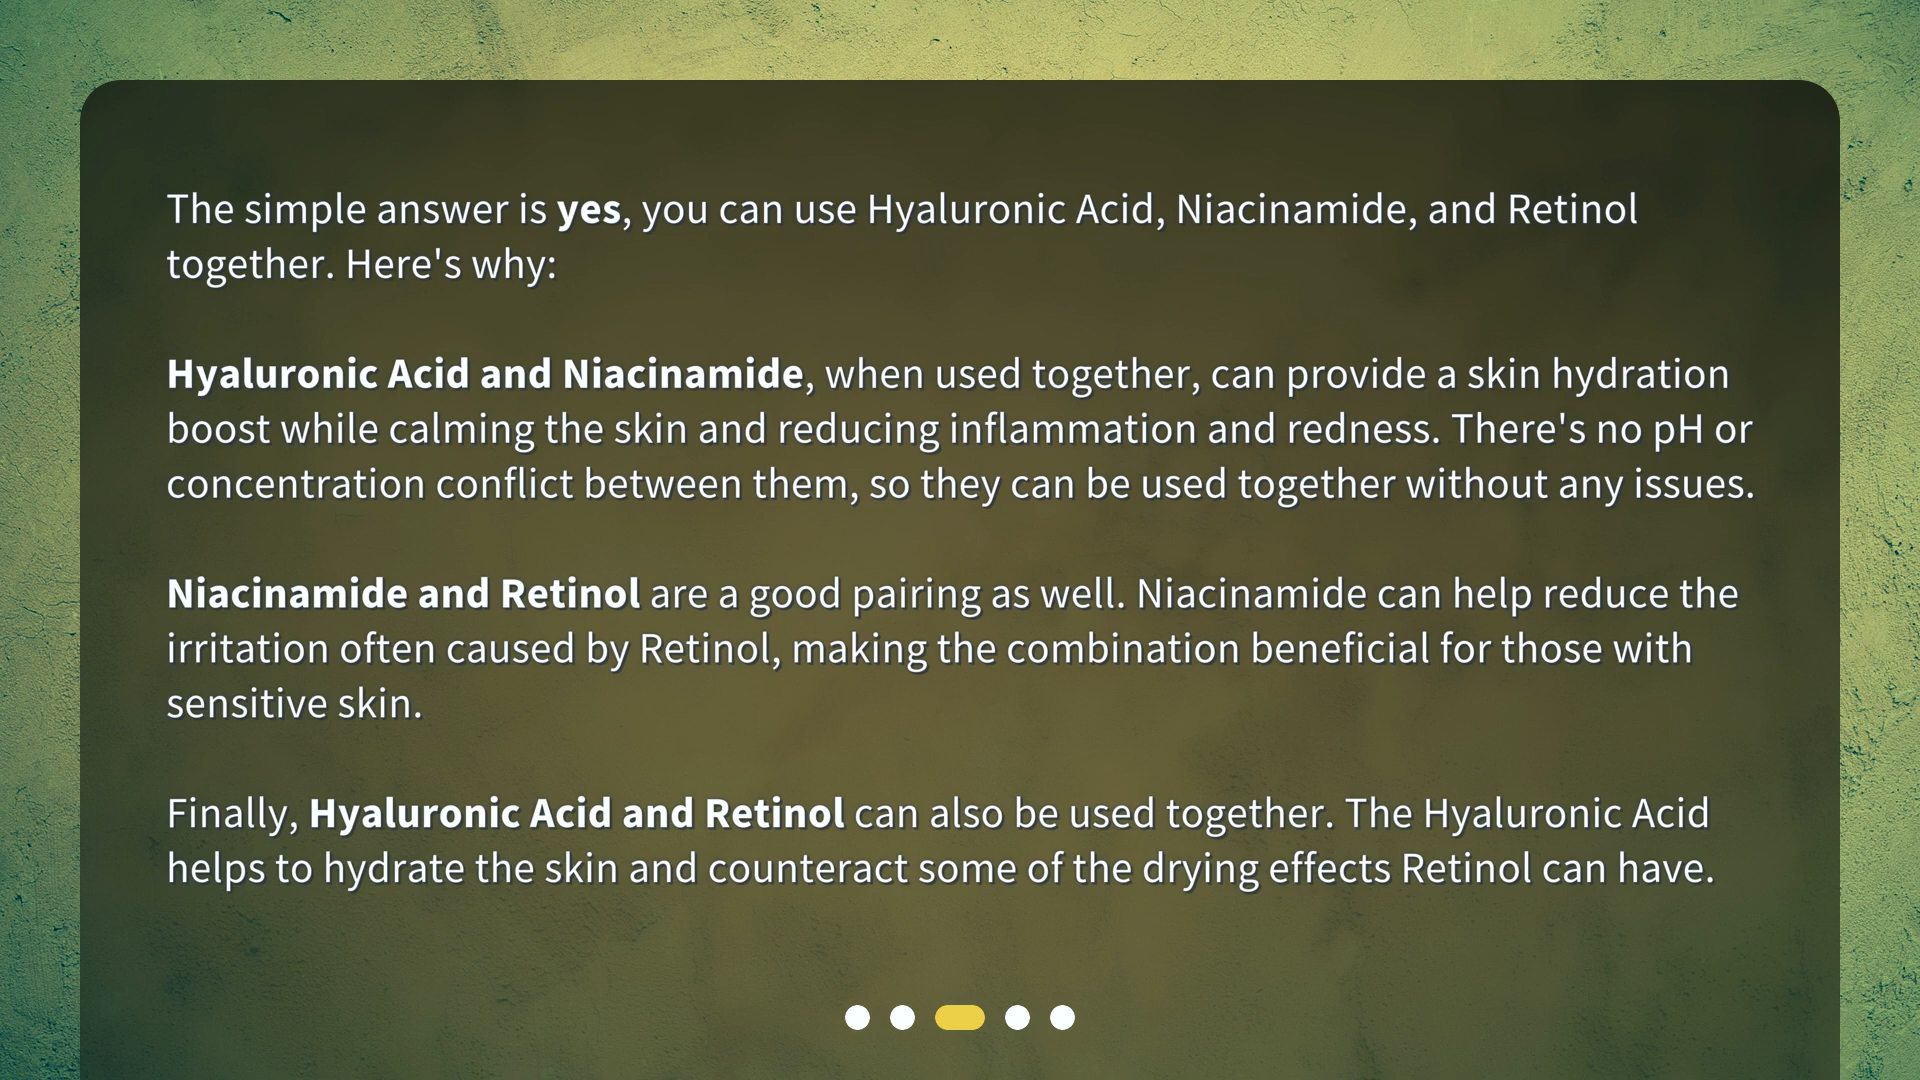 The simple answer is yes, you can use Hyaluronic Acid, Niacinamide, and Retinol
together. Here's why:
Hyaluronic Acid and Niacinamide, when used together, can provide a skin hydration
boost while calming the skin and reducing inflammation and redness. There's no pH or
concentration conflict between them, so they can be used together without any issues.
Niacinamide and Retinol are a good pairing as well. Niacinamide can help reduce the
irritation often caused by Retinol, making the combination beneficial for those with
sensitive skin.
Finally, Hyaluronic Acid and Retinol can also be used together. The Hyaluronic Acid
helps to hydrate the skin and counteract some of the drying effects Retinol can have.